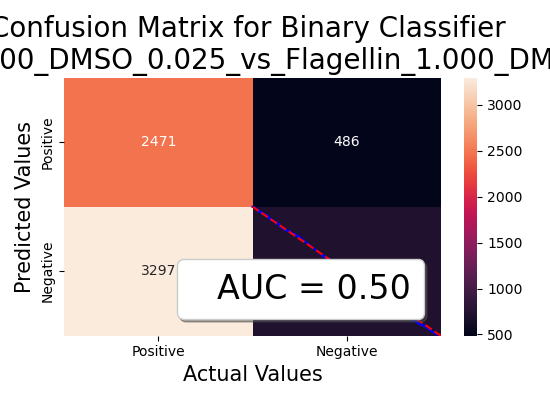 Confusion Matrix for Binary Classifier
00_DMSO_0.025_vs_Flagellin_1.000_DM
Predicted Values
Positive
Negative
2471
486
3297
AUC = 0.50
Positive
Negative
Actual Values
3000
2500
2000
1500
1000
500